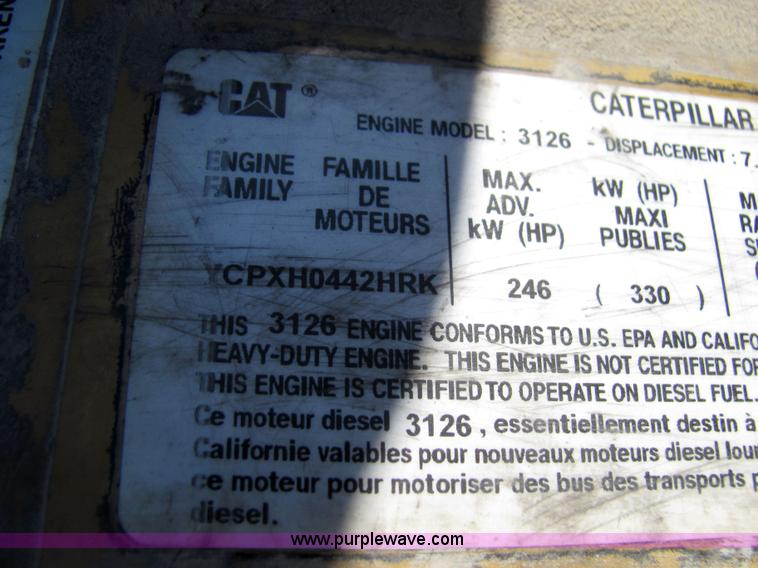 CAT ®
CATERPILLAR
ENGINE MODEL : 3126 - DISPLACEMENT : 7.
ENGINE FAMILY
FAMILLE DE MOTEURS
MAX. ADV. kW (HP)
kW (HP) MAXI PUBLIES
YCPXH0442HRK 246 ( 330 )
THIS 3126 ENGINE CONFORMS TO U.S. EPA AND CALIFO
HEAVY-DUTY ENGINE. THIS ENGINE IS NOT CERTIFIED FOR
THIS ENGINE IS CERTIFIED TO OPERATE ON DIESEL FUEL.
Ce moteur diesel 3126 , essentiellement destin à
Californie valables pour nouveaux moteurs diesel lour
ce moteur pour motoriser des bus des transports p
diesel.
www.purplewave.com